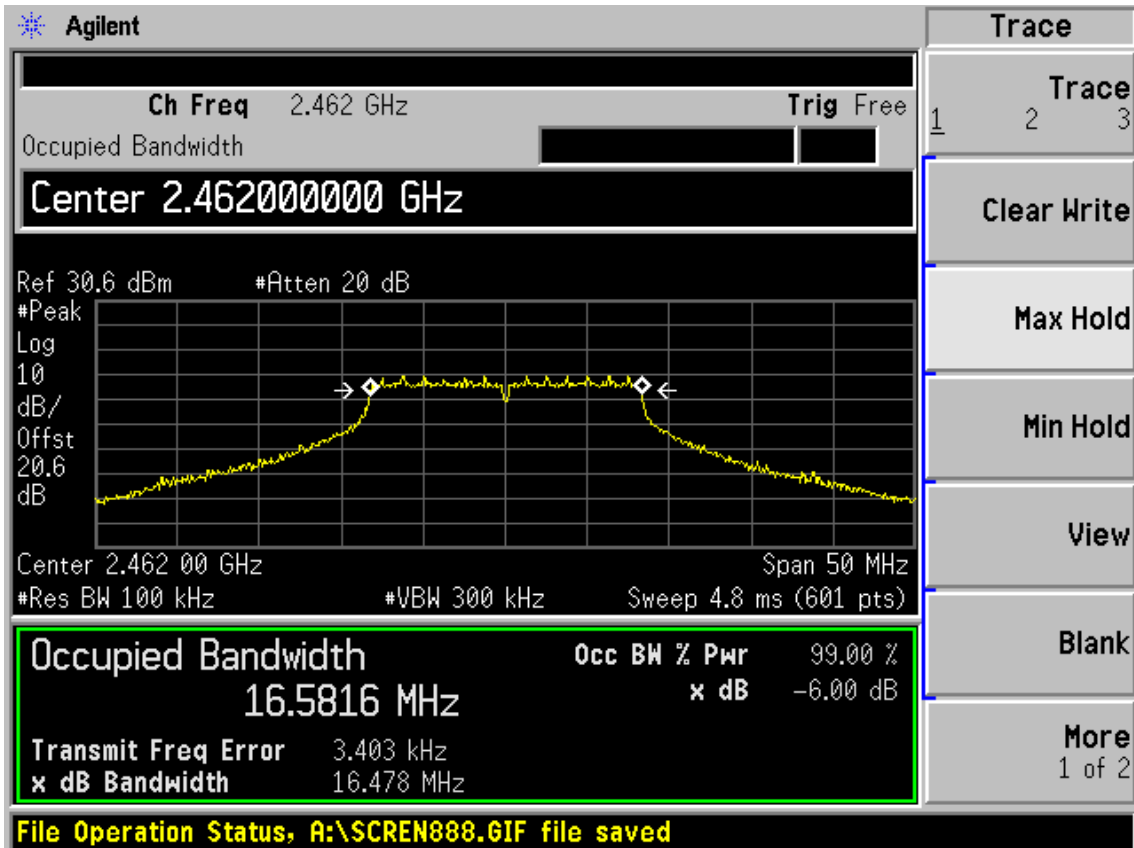 Agilent
Trace
Ch Freq 2.462 GHz Trig Free
Occupied Bandwidth
Center 2.462000000 GHz
Ref 30.6 dBm #Atten 20 dB
#Peak
Log
10
dB/
Offst
20.6
dB
Center 2.462 00 GHz Span 50 MHz
#Res BW 100 kHz #VBW 300 kHz Sweep 4.8 ms (601 pts)
Occupied Bandwidth Occ BW % Pwr 99.00 %
16.5816 MHz x dB -6.00 dB
Transmit Freq Error 3.403 kHz
x dB Bandwidth 16.478 MHz
Trace
1 2 3
Clear Write
Max Hold
Min Hold
View
Blank
More
1 of 2
File Operation Status, A:\SCREN888.GIF file saved